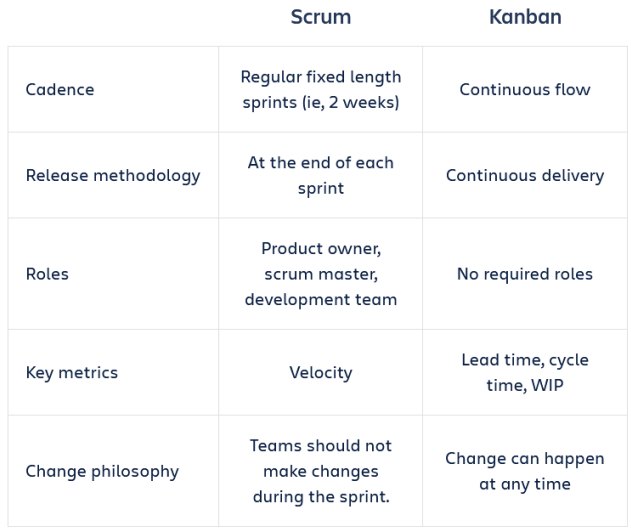 Scrum
Kanban
Cadence
Regular fixed length
sprints (ie, 2 weeks)
Continuous flow
Release methodology
At the end of each
sprint
Continuous delivery
Roles
Product owner,
scrum master,
development team
No required roles
Key metrics
Velocity
Lead time, cycle
time, WIP
Change philosophy
Teams should not
make changes
during the sprint.
Change can happen
at any time